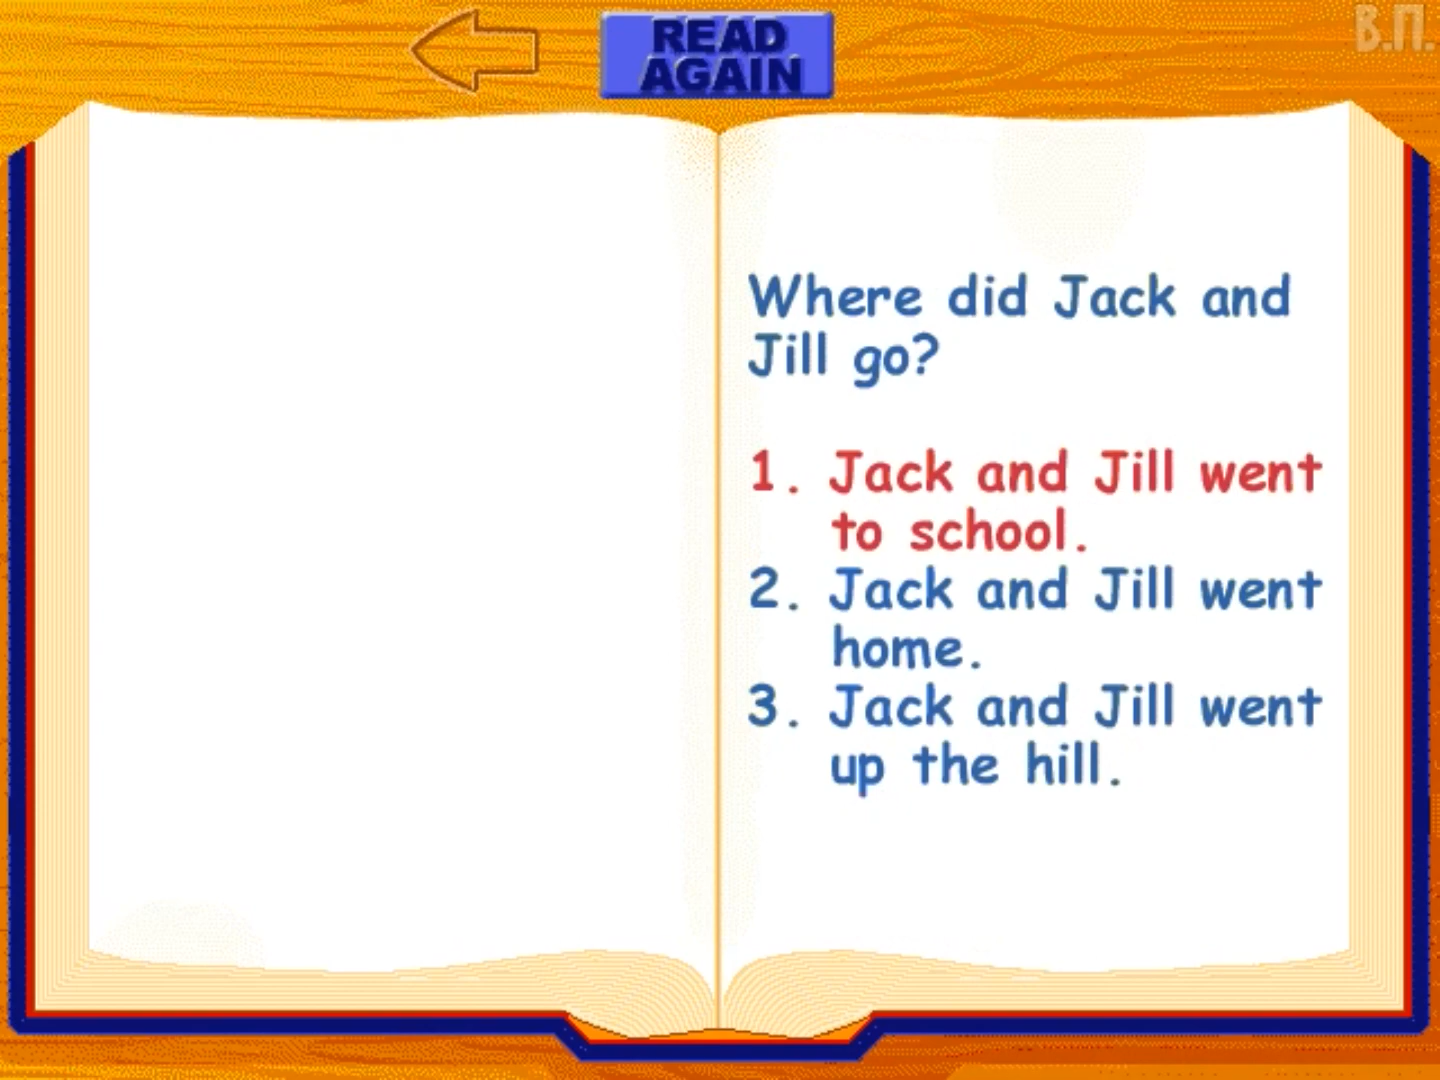 В.П.
READ
AGAIN
Where did Jack and
Jill go?
1. Jack and Jill went
to school.
2. Jack and Jill went
home.
3. Jack and Jill went
up the hill.